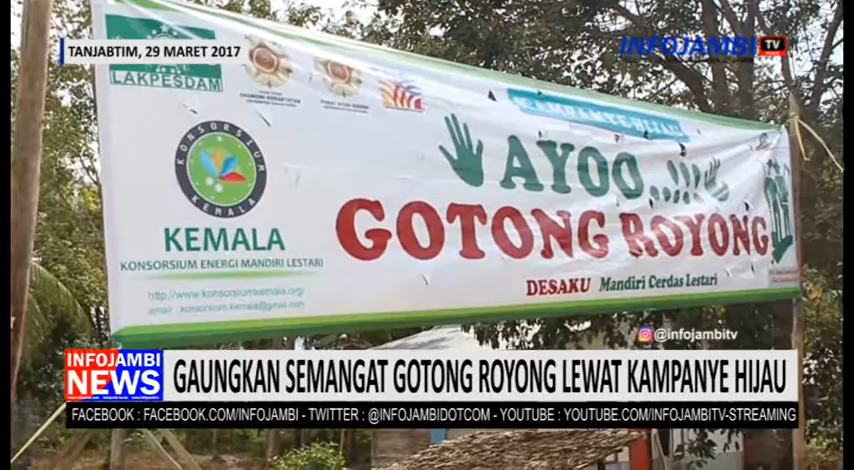 TANJABTIM, 29 MARET 2017
INFOJAMBI TV
LAKPESDAM
KAMPANYE HIJAU
AYOO..!!!
GOTONG ROYONG
DESAKU Mandiri Cerdas Lestari
KONSORSIUM
KEMALA
KEMALA
KONSORSIUM ENERGI MANDIRI LESTARI
http://www.konsorsiumkemala.org/
email : konsorsium.kemala@gmail.com
@infojambitv
INFOJAMBI
NEWS
GAUNGKAN SEMANGAT GOTONG ROYONG LEWAT KAMPANYE HIJAU
FACEBOOK : FACEBOOK.COM/INFOJAMBI - TWITTER : @INFOJAMBIDOTCOM - YOUTUBE : YOUTUBE.COM/INFOJAMBITV-STREAMING